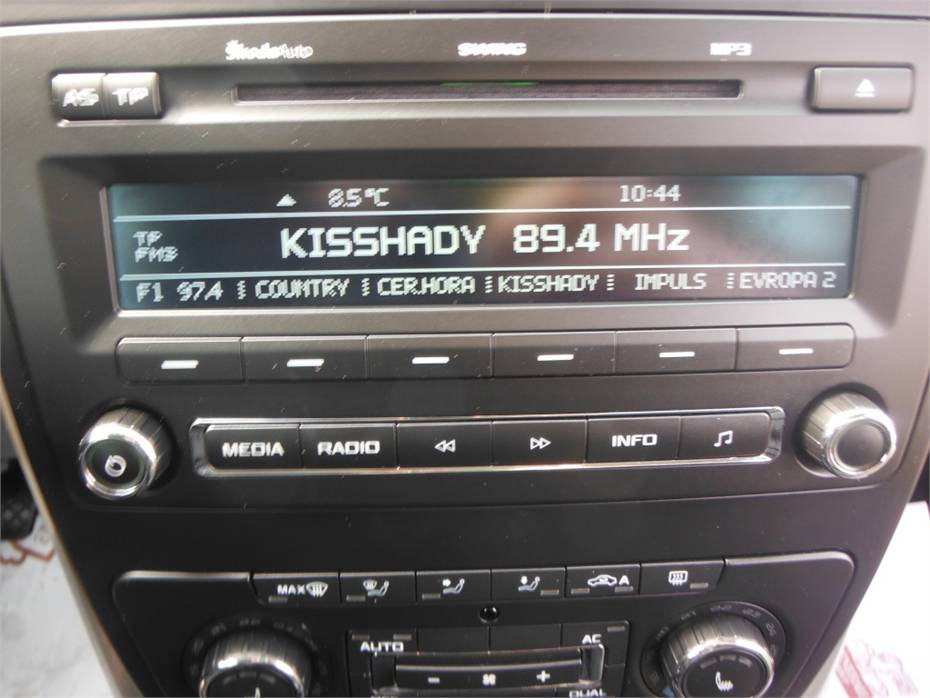 ŠkodaAuto SWING MP3
AS TP
8.5°C 10:44
TP
FM3
KISSHADY 89.4 MHz
F1 97.4 COUNTRY CER.HORA KISSHADY IMPULS EVROPA 2
MEDIA RADIO INFO
MAX A
AUTO AC
DUAL